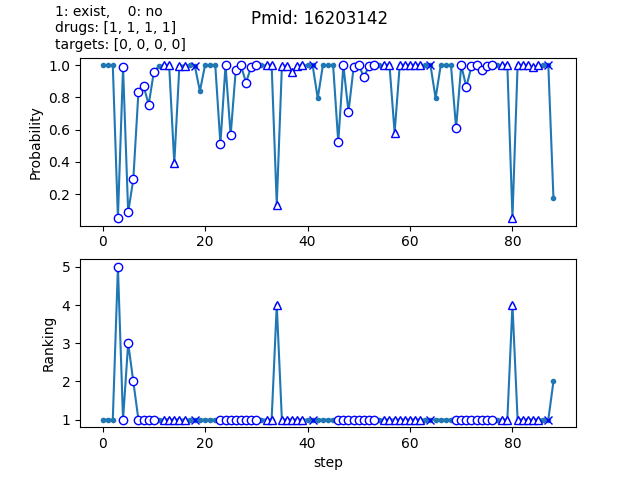 1: exist,    0: no
drugs: [1, 1, 1, 1]
targets: [0, 0, 0, 0]
Pmid: 16203142
Probability
1.0
0.8
0.6
0.4
0.2
0 20 40 60 80
Ranking
5
4
3
2
1
0 20 40 60 80
step